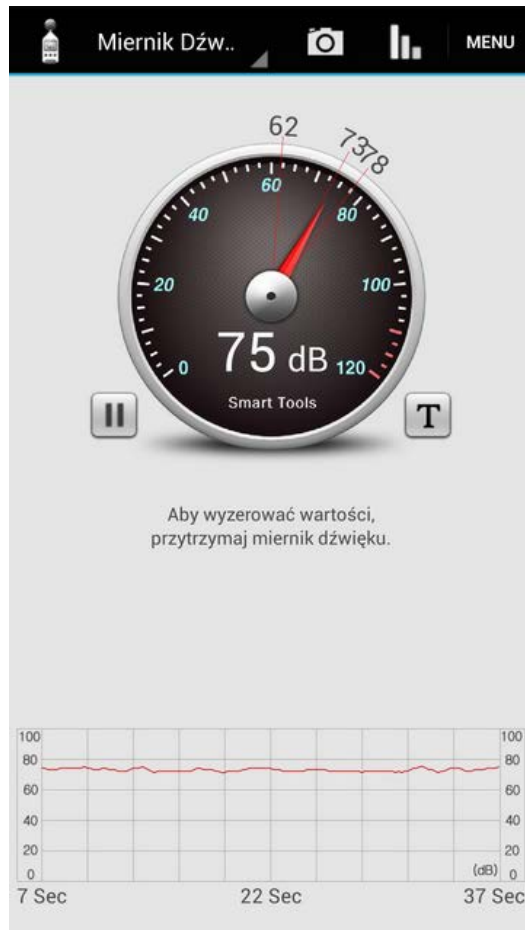 Miernik Dźw..
MENU
62
73
78
60
40
80
20
100
0
120
75 dB
Smart Tools
T
Aby wyzerować wartości,
przytrzymaj miernik dźwięku.
100 100
80 80
60 60
40 40
20 20
(dB)
0 0
7 Sec 22 Sec 37 Sec